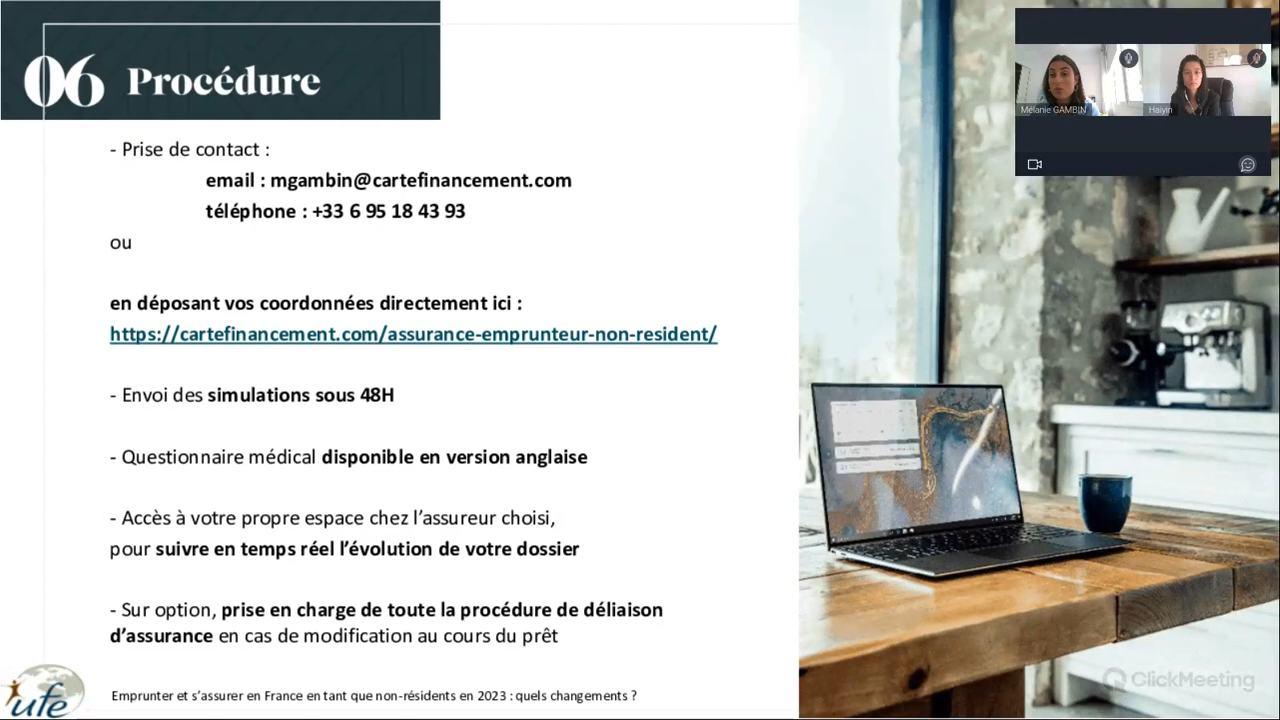 06 Procédure
- Prise de contact :
email : mgambin@cartefinancement.com
téléphone : +33 6 95 18 43 93
ou
en déposant vos coordonnées directement ici :
https://cartefinancement.com/assurance-emprunteur-non-resident/
- Envoi des simulations sous 48H
- Questionnaire médical disponible en version anglaise
- Accès à votre propre espace chez l’assureur choisi,
pour suivre en temps réel l’évolution de votre dossier
- Sur option, prise en charge de toute la procédure de déliaison
d’assurance en cas de modification au cours du prêt
ufe
Emprunter et s’assurer en France en tant que non-résidents en 2023 : quels changements ?
Mélanie GAMBIN
Haiyin
ClickMeeting